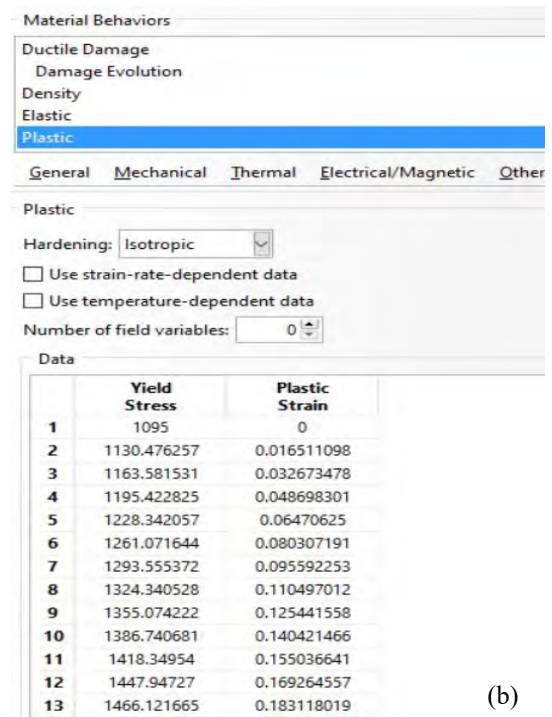 Material Behaviors
Ductile Damage
Damage Evolution
Density
Elastic
Plastic
General Mechanical Thermal Electrical/Magnetic Other
Plastic
Hardening: Isotropic
Use strain-rate-dependent data
Use temperature-dependent data
Number of field variables: 0
Data
Yield Stress Plastic Strain
1 1095 0
2 1130.476257 0.016511098
3 1163.581531 0.032673478
4 1195.422825 0.048698301
5 1228.342057 0.06470625
6 1261.071644 0.080307191
7 1293.555372 0.095592253
8 1324.340528 0.110497012
9 1355.074222 0.125441558
10 1386.740681 0.140421466
11 1418.34954 0.155036641
12 1447.94727 0.169264557
13 1466.121665 0.183118019
(b)